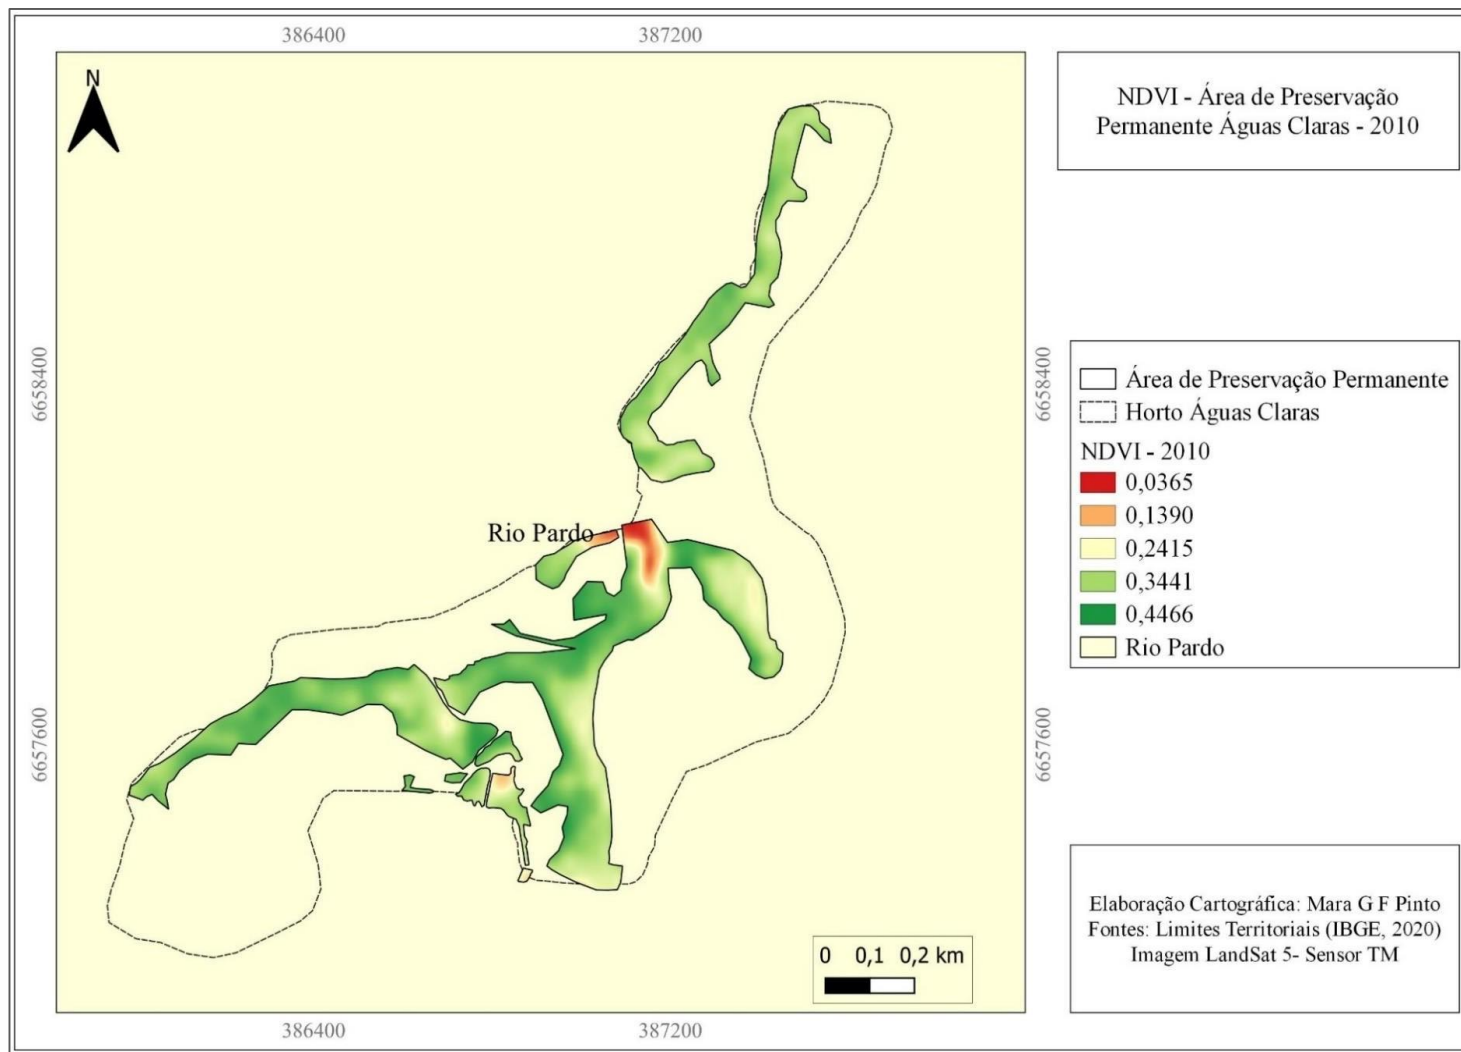 386400
387200
N
NDVI - Área de Preservação
Permanente Águas Claras - 2010
6658400
6658400
Área de Preservação Permanente
Horto Águas Claras
NDVI - 2010
0,0365
0,1390
0,2415
0,3441
0,4466
Rio Pardo
Rio Pardo
6657600
6657600
Elaboração Cartográfica: Mara G F Pinto
Fontes: Limites Territoriais (IBGE, 2020)
Imagem LandSat 5- Sensor TM
0 0,1 0,2 km
386400
387200